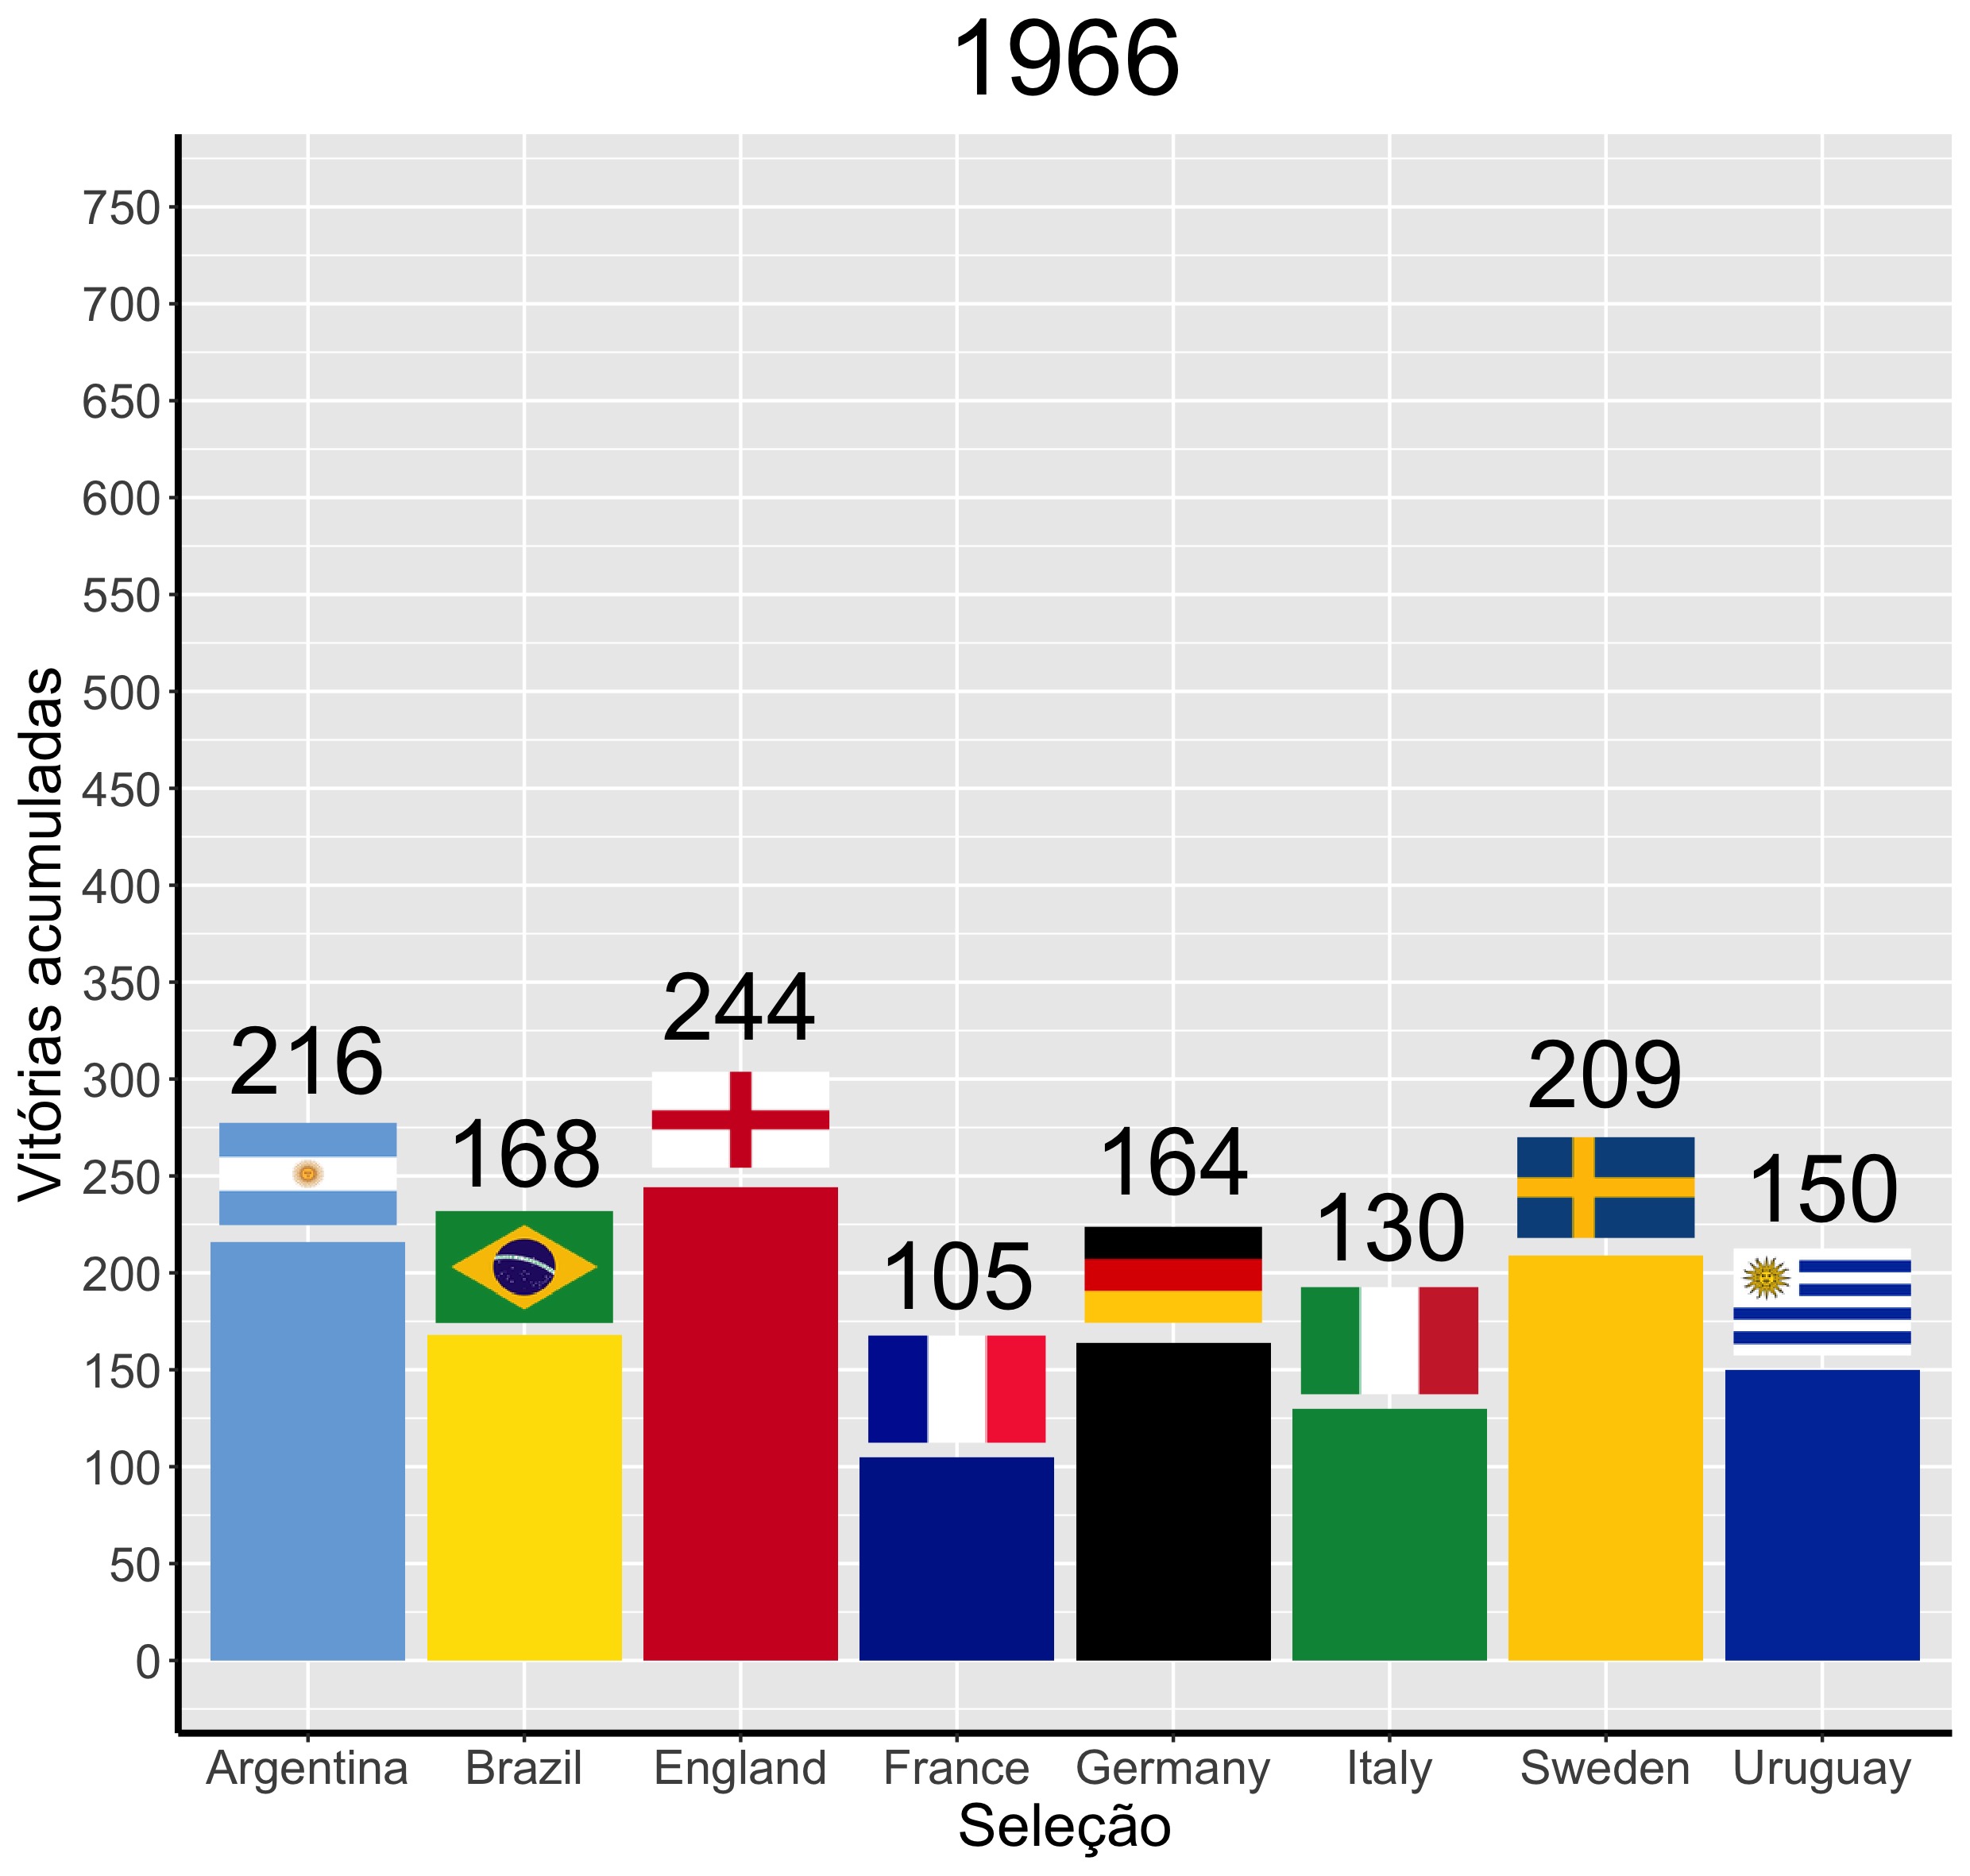 1966
Vitórias acumuladas
750
700
650
600
550
500
450
400
350
300
250
200
150
100
50
0
216
168
244
105
164
130
209
150
Argentina
Brazil
England
France
Germany
Italy
Sweden
Uruguay
Seleção